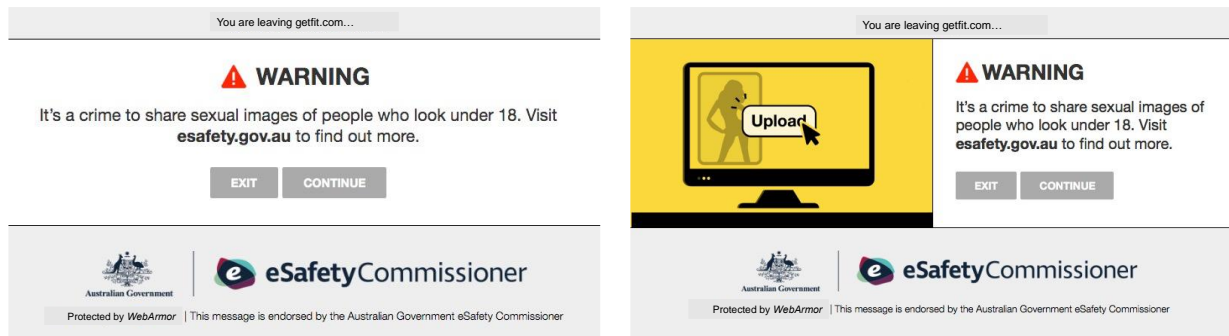 You are leaving getfit.com…
WARNING
It's a crime to share sexual images of people who look under 18. Visit
esafety.gov.au to find out more.
EXIT CONTINUE
Australian Government
e
eSafetyCommissioner
Protected by WebArmor | This message is endorsed by the Australian Government eSafety Commissioner
You are leaving getfit.com…
Upload
WARNING
It's a crime to share sexual images of
people who look under 18. Visit
esafety.gov.au to find out more.
EXIT CONTINUE
Australian Government
e
eSafetyCommissioner
Protected by WebArmor | This message is endorsed by the Australian Government eSafety Commissioner